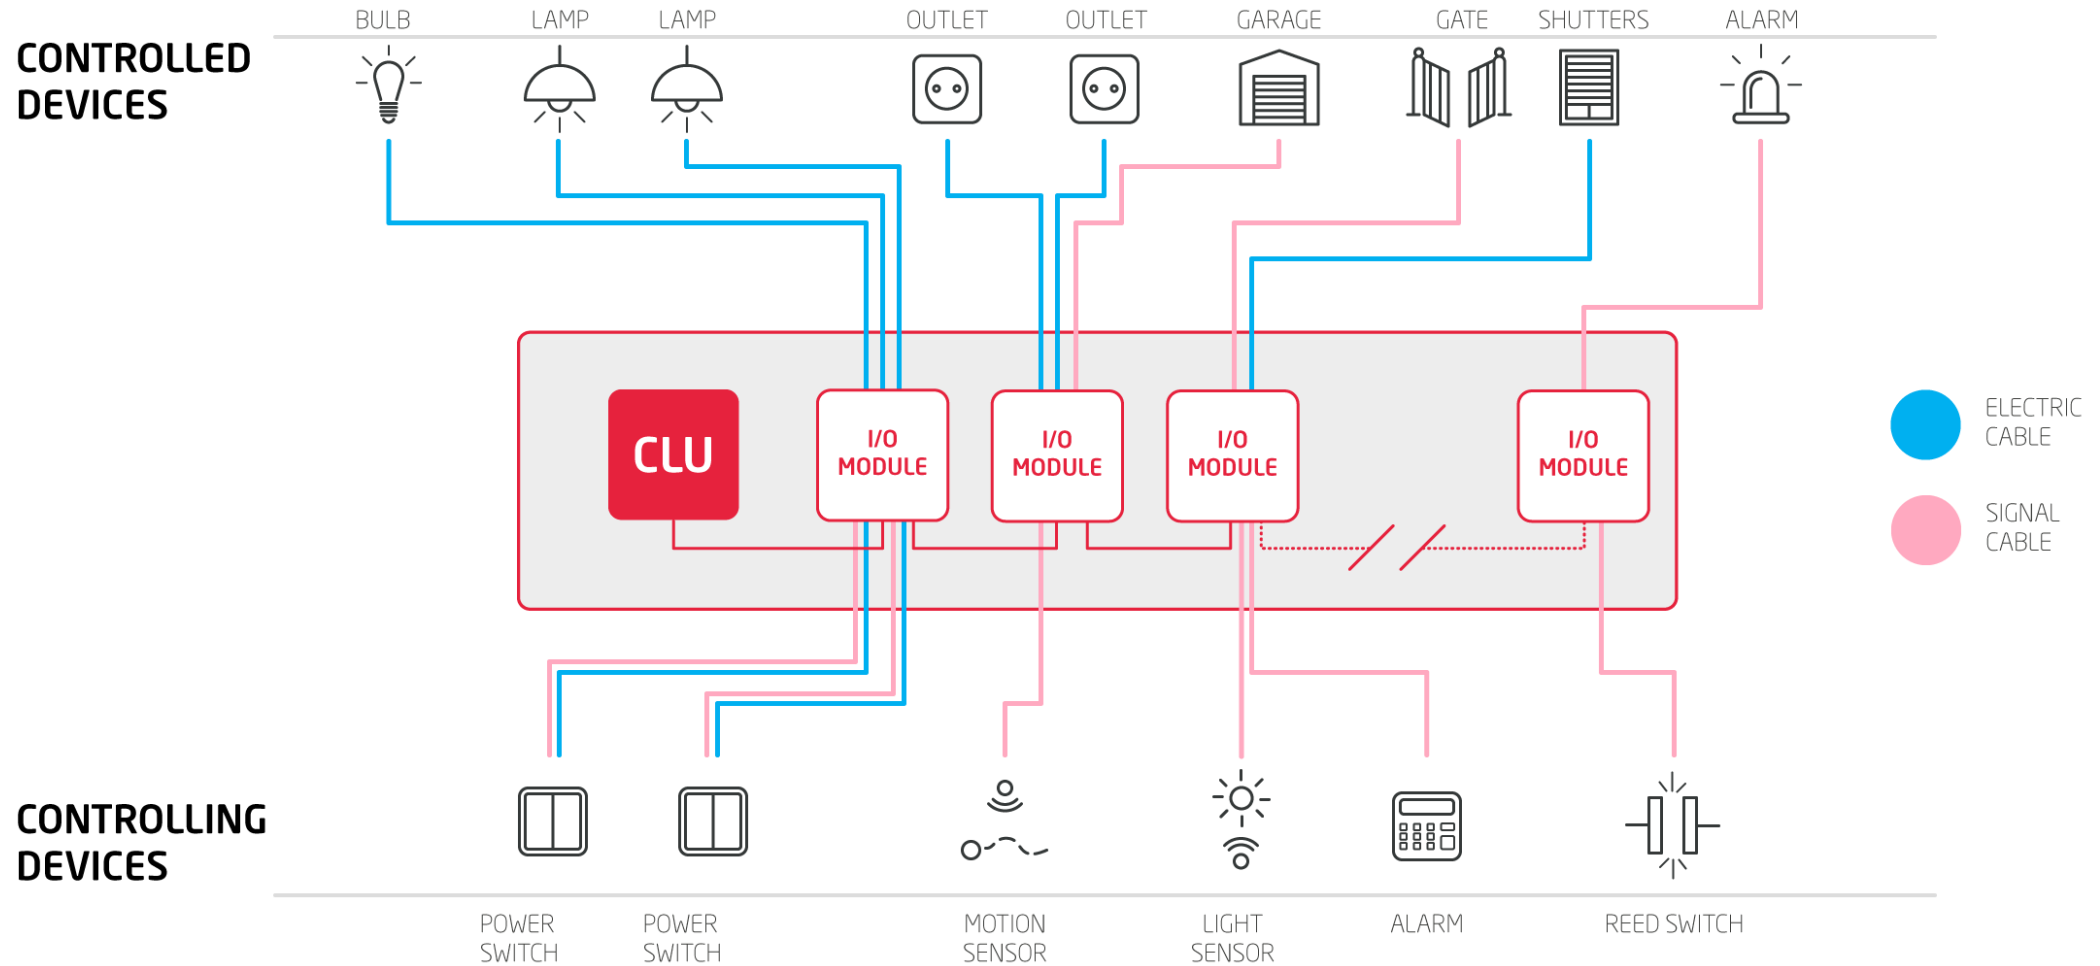 BULB LAMP LAMP OUTLET OUTLET GARAGE GATE SHUTTERS ALARM
CONTROLLED
DEVICES
CLU
I/O
MODULE
I/O
MODULE
I/O
MODULE
I/O
MODULE
ELECTRIC
CABLE
SIGNAL
CABLE
CONTROLLING
DEVICES
POWER
SWITCH
POWER
SWITCH
MOTION
SENSOR
LIGHT
SENSOR
ALARM
REED SWITCH